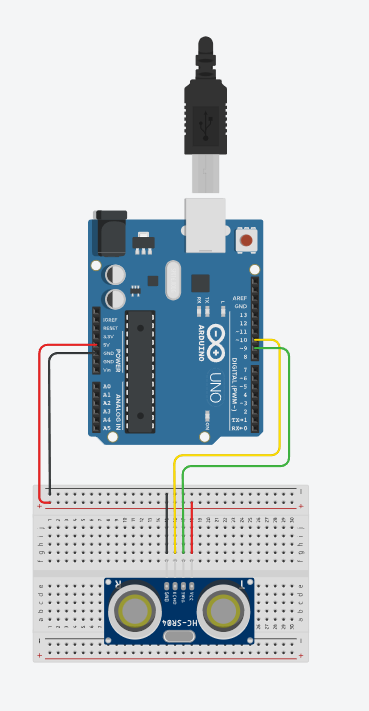 AREF
GND
IOREF
RESET
3.3V
5V
GND
GND
Vin
POWER
A0
A1
A2
A3
A4
A5
ANALOG IN
RX
TX
L
ARDUINO
UNO
ON
13
12
~11
~10
~9
8
7
~6
~5
4
~3
2
TX→1
RX←0
DIGITAL (PWM~)
+
−
−
+
f g h i j
f g h i j
a b c d e
a b c d e
GND
ECHO
TRIG
VCC
R
T
HC-SR04
−
+
−
+